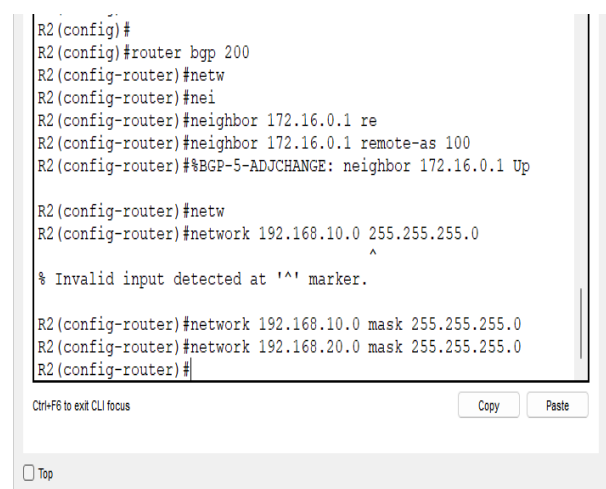 R2(config)#
R2(config)#router bgp 200
R2(config-router)#netw
R2(config-router)#nei
R2(config-router)#neighbor 172.16.0.1 re
R2(config-router)#neighbor 172.16.0.1 remote-as 100
R2(config-router)#%BGP-5-ADJCHANGE: neighbor 172.16.0.1 Up
R2(config-router)#netw
R2(config-router)#network 192.168.10.0 255.255.255.0
^
% Invalid input detected at '^' marker.
R2(config-router)#network 192.168.10.0 mask 255.255.255.0
R2(config-router)#network 192.168.20.0 mask 255.255.255.0
R2(config-router)#
Ctrl+F6 to exit CLI focus
Copy
Paste
Top